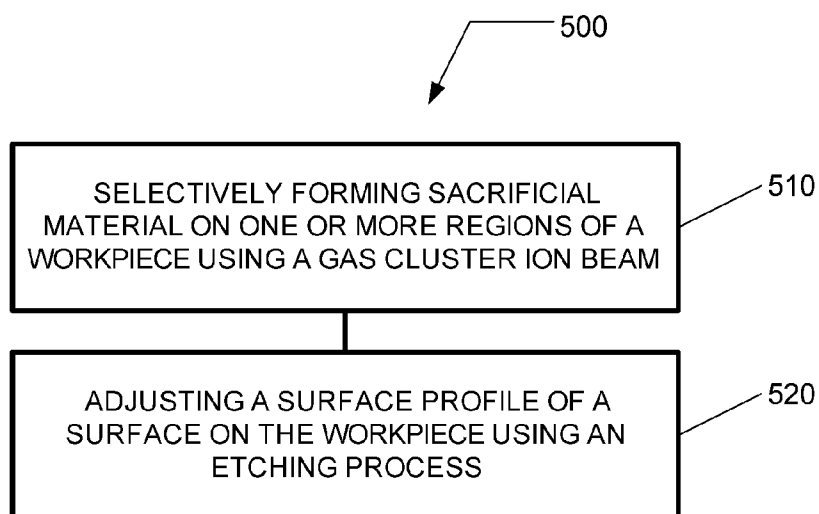 500
SELECTIVELY FORMING SACRIFICIAL
MATERIAL ON ONE OR MORE REGIONS OF A
WORKPIECE USING A GAS CLUSTER ION BEAM
510
ADJUSTING A SURFACE PROFILE OF A
SURFACE ON THE WORKPIECE USING AN
ETCHING PROCESS
520